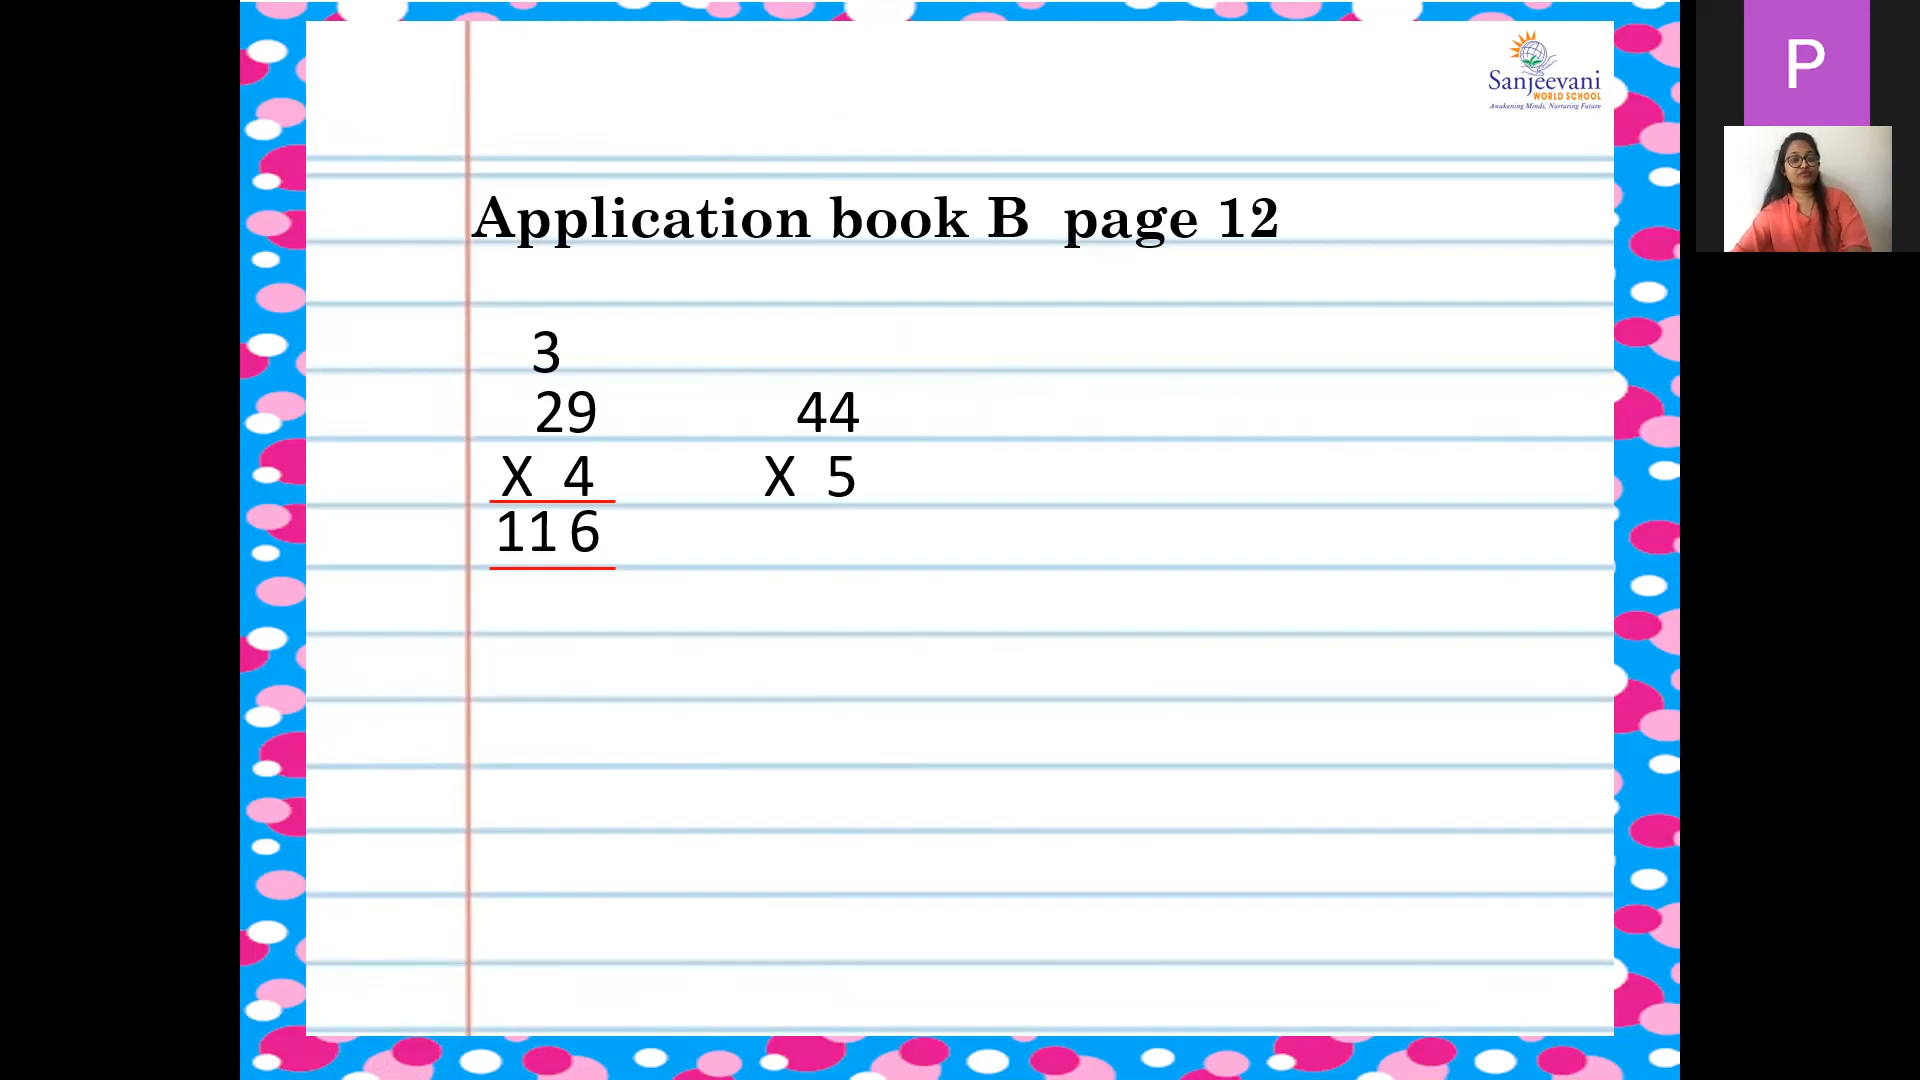 Sanjeevani
WORLD SCHOOL
Awakening Minds, Nurturing Future
P
Application book B page 12
3
29 44
X 4 X 5
116